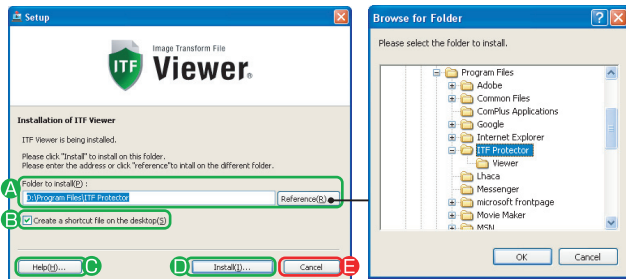 Setup
ITF
Image Transform File
Viewer®
Installation of ITF Viewer
ITF Viewer is being installed.
Please click "Install" to install on this folder.
Please enter the address or click "reference"to intall on the different folder.
A
Folder to install(P) :
D:\Program Files\ITF Protector
Reference(R)
B
Create a shortcut file on the desktop(S)
Help(H)...
C
D
Install(I)...
Cancel
E
Browse for Folder
Please select the folder to install.
Program Files
Adobe
Common Files
ComPlus Applications
Google
Internet Explorer
ITF Protector
Viewer
Lhaca
Messenger
microsoft frontpage
Movie Maker
MSN
OK
Cancel